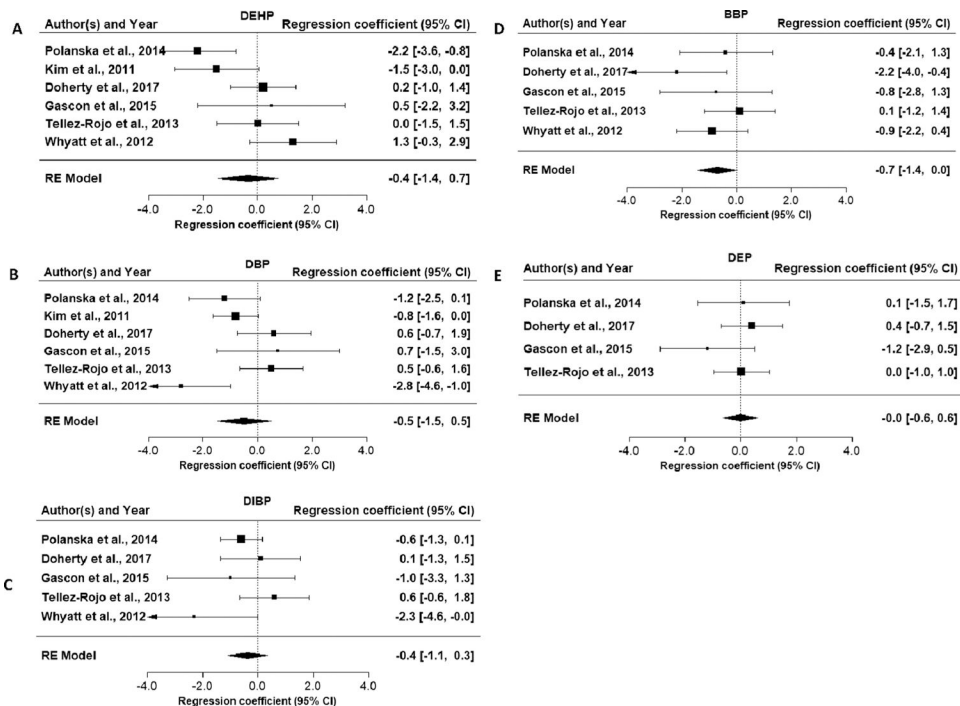 A
DEHP
Author(s) and Year Regression coefficient (95% CI)
Polanska et al., 2014 -2.2 [-3.6, -0.8]
Kim et al., 2011 -1.5 [-3.0, 0.0]
Doherty et al., 2017 0.2 [-1.0, 1.4]
Gascon et al., 2015 0.5 [-2.2, 3.2]
Tellez-Rojo et al., 2013 0.0 [-1.5, 1.5]
Whyatt et al., 2012 1.3 [-0.3, 2.9]
RE Model -0.4 [-1.4, 0.7]
-4.0 -2.0 0.0 2.0 4.0
Regression coefficient (95% CI)
B
DBP
Author(s) and Year Regression coefficient (95% CI)
Polanska et al., 2014 -1.2 [-2.5, 0.1]
Kim et al., 2011 -0.8 [-1.6, 0.0]
Doherty et al., 2017 0.6 [-0.7, 1.9]
Gascon et al., 2015 0.7 [-1.5, 3.0]
Tellez-Rojo et al., 2013 0.5 [-0.6, 1.6]
Whyatt et al., 2012 -2.8 [-4.6, -1.0]
RE Model -0.5 [-1.5, 0.5]
-4.0 -2.0 0.0 2.0 4.0
Regression coefficient (95% CI)
C
DIBP
Author(s) and Year Regression coefficient (95% CI)
Polanska et al., 2014 -0.6 [-1.3, 0.1]
Doherty et al., 2017 0.1 [-1.3, 1.5]
Gascon et al., 2015 -1.0 [-3.3, 1.3]
Tellez-Rojo et al., 2013 0.6 [-0.6, 1.8]
Whyatt et al., 2012 -2.3 [-4.6, -0.0]
RE Model -0.4 [-1.1, 0.3]
-4.0 -2.0 0.0 2.0 4.0
Regression coefficient (95% CI)
D
BBP
Author(s) and Year Regression coefficient (95% CI)
Polanska et al., 2014 -0.4 [-2.1, 1.3]
Doherty et al., 2017 -2.2 [-4.0, -0.4]
Gascon et al., 2015 -0.8 [-2.8, 1.3]
Tellez-Rojo et al., 2013 0.1 [-1.2, 1.4]
Whyatt et al., 2012 -0.9 [-2.2, 0.4]
RE Model -0.7 [-1.4, 0.0]
-4.0 -2.0 0.0 2.0 4.0
Regression coefficient (95% CI)
E
DEP
Author(s) and Year Regression coefficient (95% CI)
Polanska et al., 2014 0.1 [-1.5, 1.7]
Doherty et al., 2017 0.4 [-0.7, 1.5]
Gascon et al., 2015 -1.2 [-2.9, 0.5]
Tellez-Rojo et al., 2013 0.0 [-1.0, 1.0]
RE Model -0.0 [-0.6, 0.6]
-4.0 -2.0 0.0 2.0 4.0
Regression coefficient (95% CI)